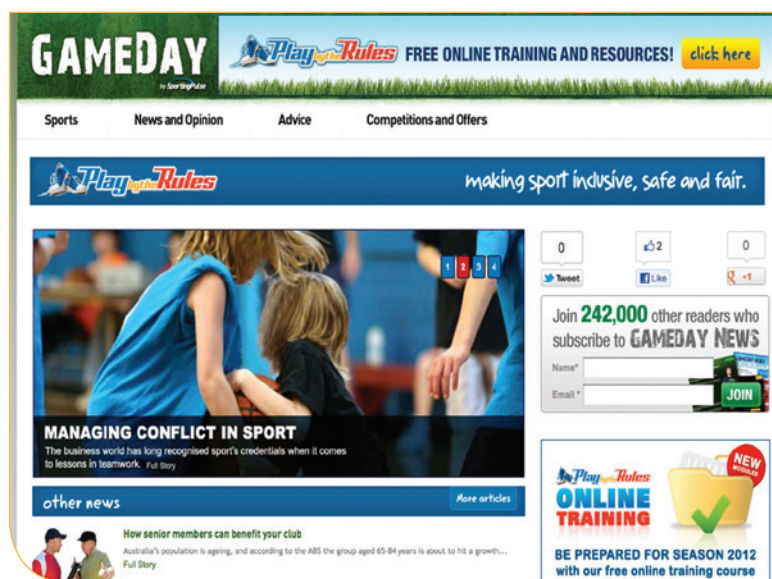 GAMEDAY
by SportingPulse
Play by the Rules FREE ONLINE TRAINING AND RESOURCES! click here
Sports News and Opinion Advice Competitions and Offers
Play by the Rules making sport inclusive, safe and fair.
1 2 3 4
MANAGING CONFLICT IN SPORT
The business world has long recognised sport's credentials when it comes
to lessons in teamwork. Full Story
0 2 0
Tweet Like +1
Join 242,000 other readers who
subscribe to GAMEDAY NEWS
Name*
Email *
JOIN
other news More articles
How senior members can benefit your club
Australia's population is ageing, and according to the ABS the group aged 65-84 years is about to hit a growth...
Full Story
NEW
MODULES
Play by the Rules
ONLINE
TRAINING
BE PREPARED FOR SEASON 2012
with our free online training course